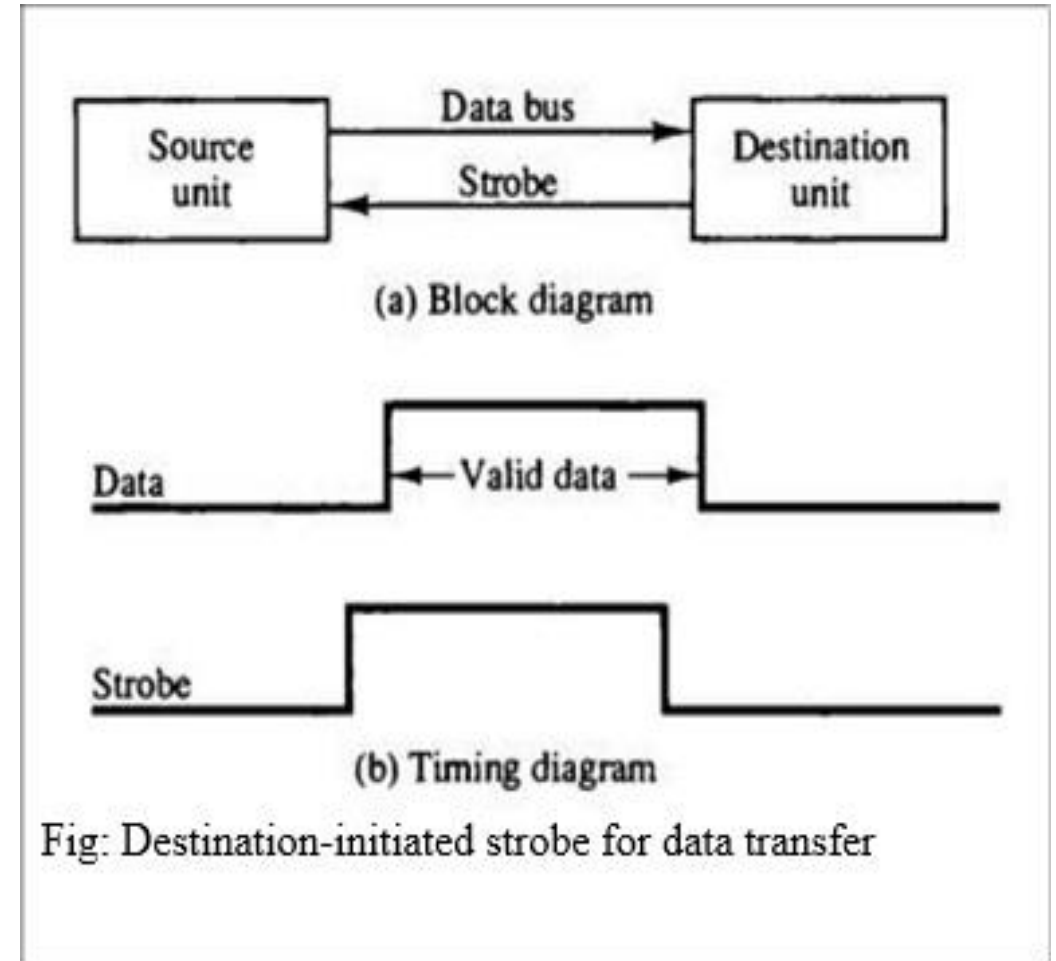 Data bus
Source
unit
Destination
unit
Strobe
(a) Block diagram
Data
Valid data
Strobe
(b) Timing diagram
Fig: Destination-initiated strobe for data transfer